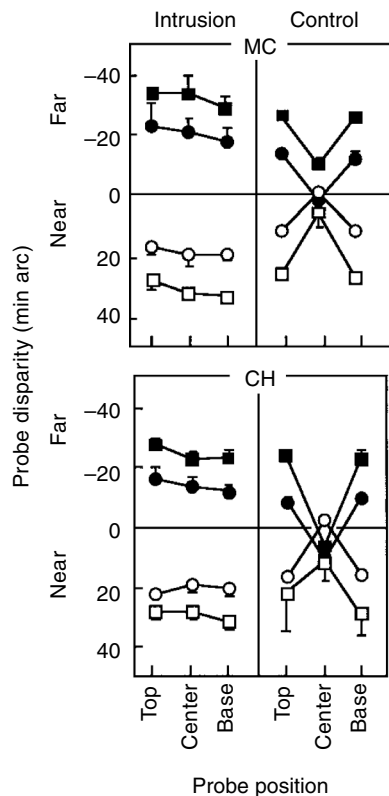 Intrusion Control
MC
Far
Near
−40
−20
0
20
40
CH
Far
Near
−40
−20
0
20
40
Probe disparity (min arc)
Top Center Base Top Center Base
Probe position